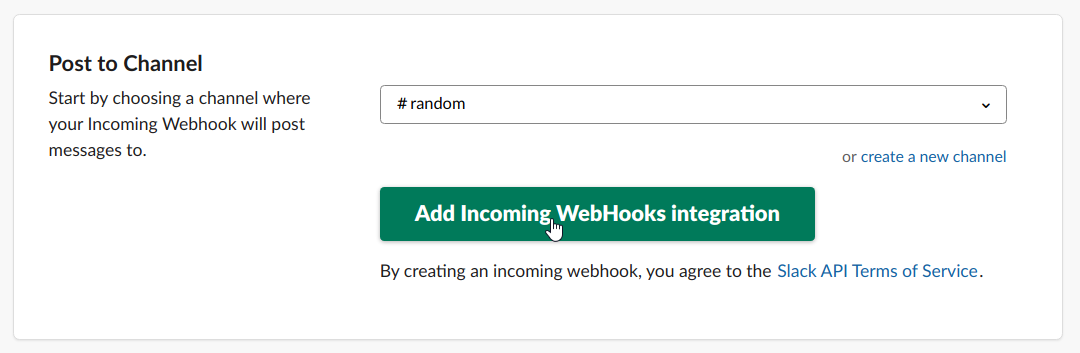 Post to Channel
Start by choosing a channel where
your Incoming Webhook will post
messages to.
# random
or create a new channel
Add Incoming WebHooks integration
By creating an incoming webhook, you agree to the Slack API Terms of Service.